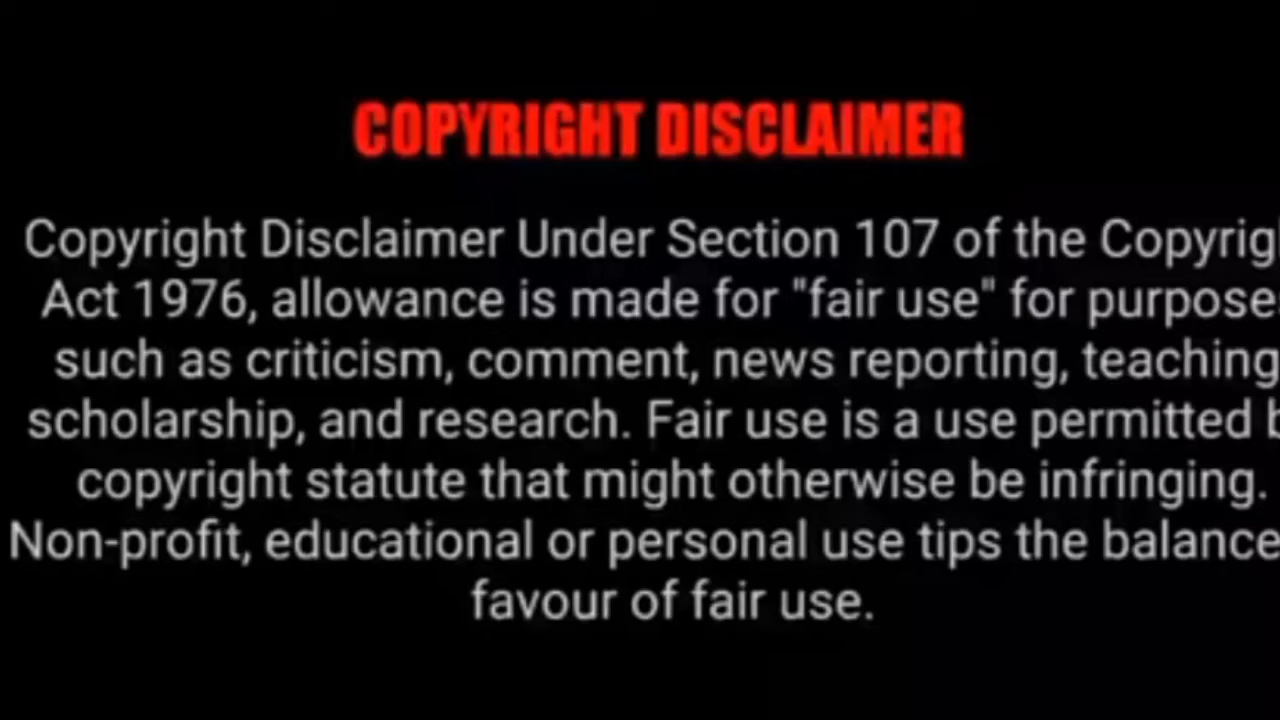 COPYRIGHT DISCLAIMER
Copyright Disclaimer Under Section 107 of the Copyrig
Act 1976, allowance is made for "fair use" for purpose
such as criticism, comment, news reporting, teaching
scholarship, and research. Fair use is a use permitted b
copyright statute that might otherwise be infringing.
Non-profit, educational or personal use tips the balance
favour of fair use.